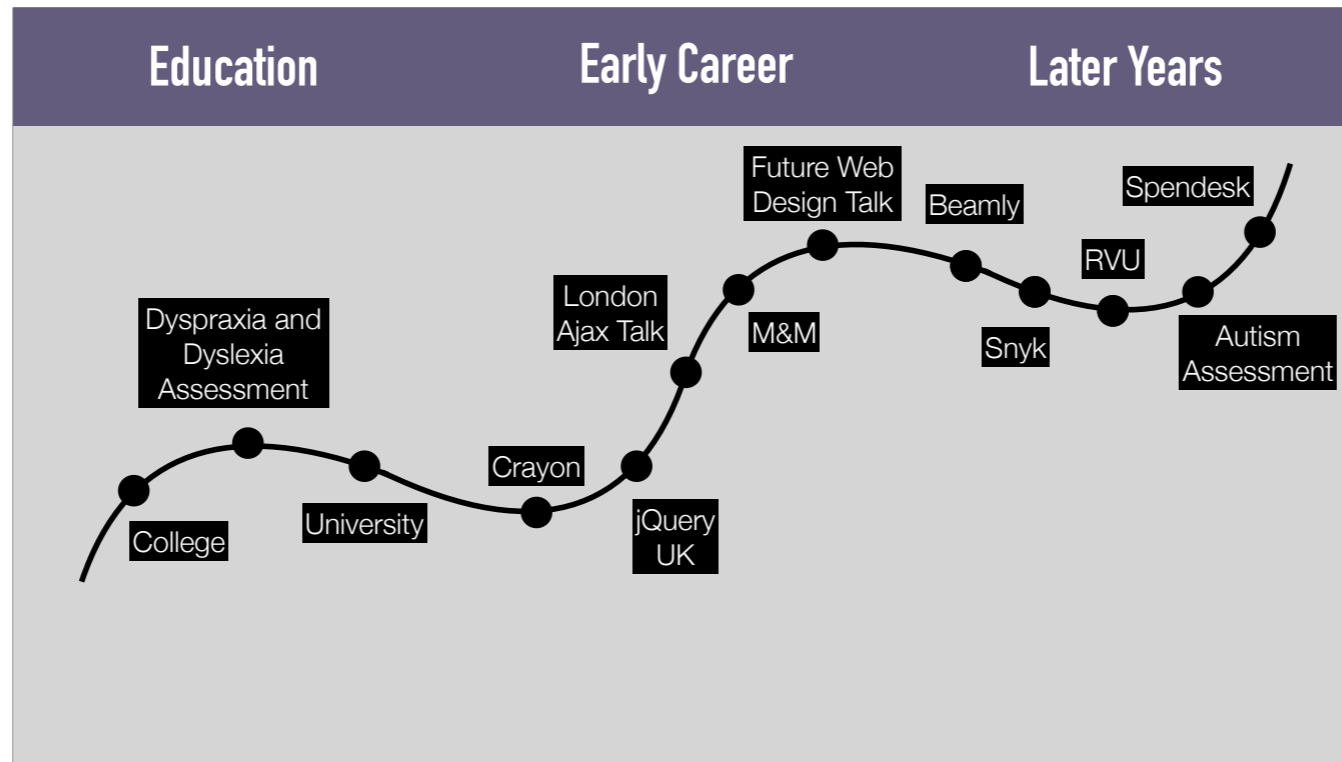 Education
Early Career
Later Years
Dyspraxia and
Dyslexia
Assessment
College
University
Crayon
jQuery
UK
London
Ajax Talk
M&M
Future Web
Design Talk
Beamly
Snyk
RVU
Autism
Assessment
Spendesk